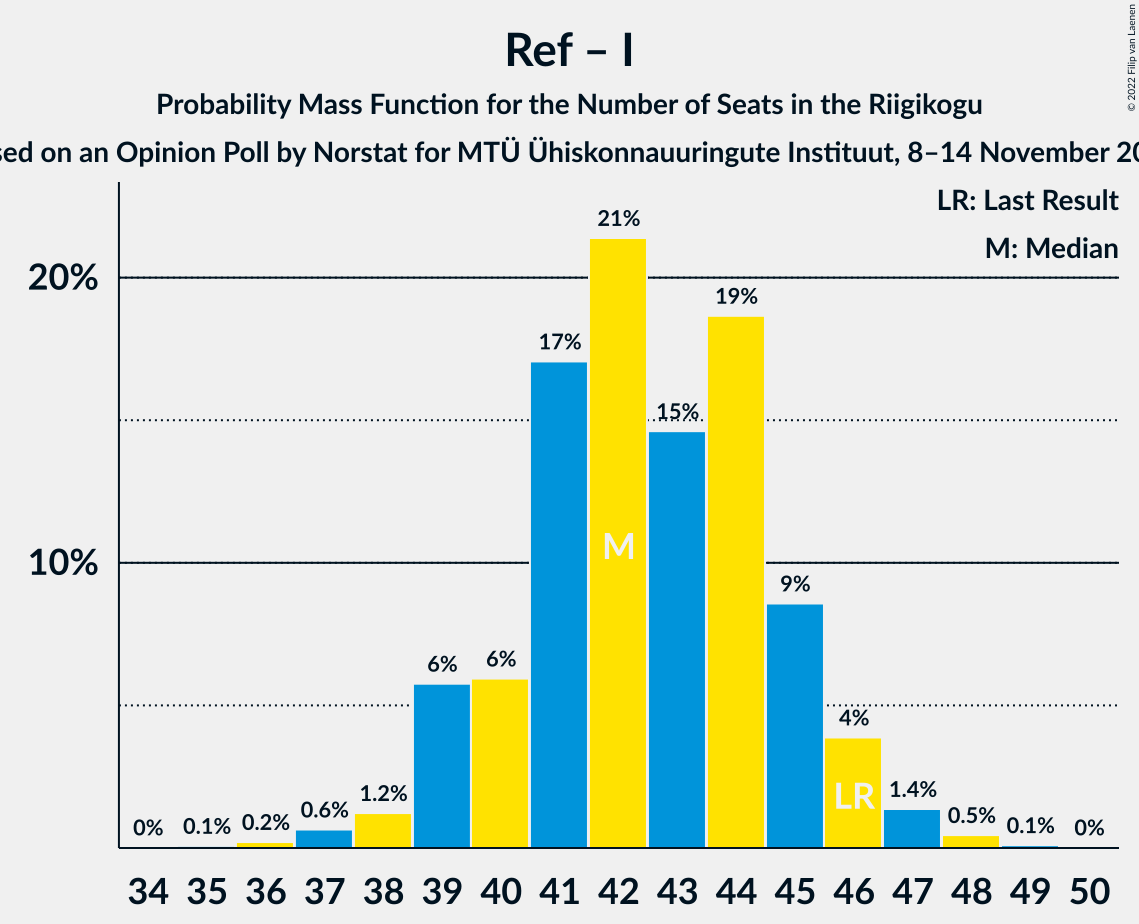 Ref – I
Probability Mass Function for the Number of Seats in the Riigikogu
on an Opinion Poll by Norstat for MTÜ Ühiskonnauuringute Instituut, 8–14 November
© 2022 Filip van Laenen
LR: Last Result
M: Median
20%
10%
0% 0.1% 0.2% 0.6% 1.2% 6% 6% 17% 21% 15% 19% 9% 4% 1.4% 0.5% 0.1% 0%
M
LR
34 35 36 37 38 39 40 41 42 43 44 45 46 47 48 49 50